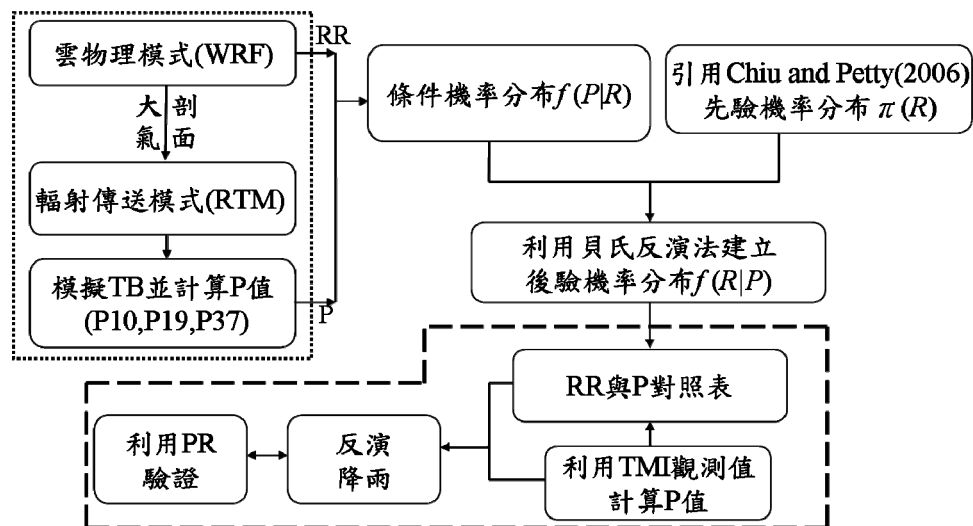 雲物理模式(WRF)
RR
大 剖
氣 面
輻射傳送模式(RTM)
模擬TB並計算P值
(P10,P19,P37)
P
條件機率分布f(P|R)
引用Chiu and Petty(2006)
先驗機率分布 π(R)
利用貝氏反演法建立
後驗機率分布f(R|P)
RR與P對照表
利用TMI觀測值
計算P值
反演
降雨
利用PR
驗證